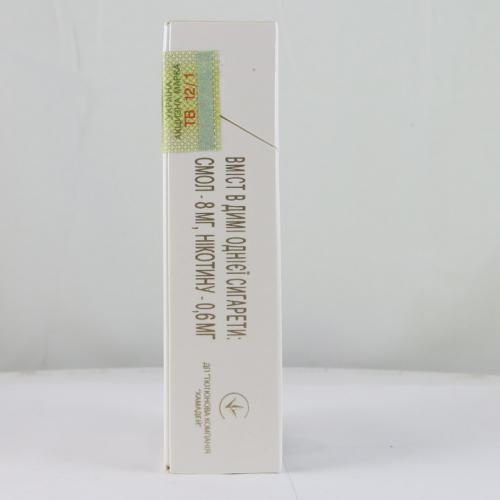 УКРАЇНА
АКЦИЗНА МАРКА
ТВ 12/1
ВМІСТ В ДИМІ ОДНІЄЇ СИГАРЕТИ:
СМОЛ - 8 МГ, НІКОТИНУ - 0,6 МГ
ДП "ТЮТЮНОВА КОМПАНІЯ
"ХАМАДЕЙ"